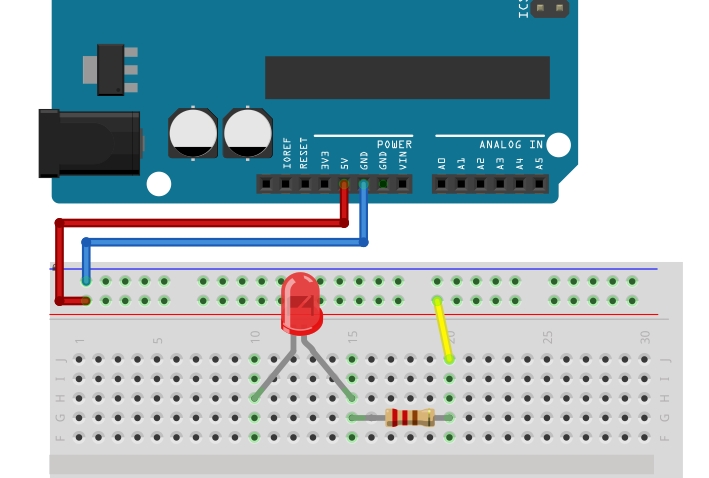 IC
IOREF
RESET
3V3
5V
GND
GND
VIN
POWER
A0
A1
A2
A3
A4
A5
ANALOG IN
1
5
10
15
20
25
30
J J
I I
H H
G G
F F